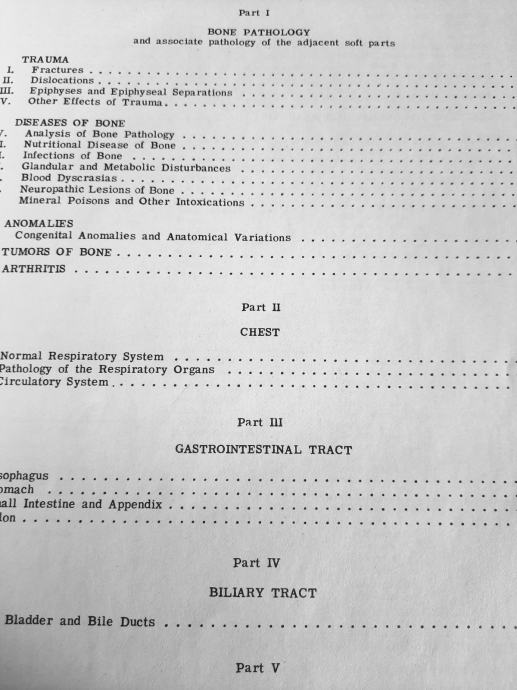 Part I
BONE PATHOLOGY
and associate pathology of the adjacent soft parts
TRAUMA
I. Fractures
II. Dislocations
III. Epiphyses and Epiphyseal Separations
V. Other Effects of Trauma
DISEASES OF BONE
V. Analysis of Bone Pathology
I. Nutritional Disease of Bone
I. Infections of Bone
Glandular and Metabolic Disturbances
Blood Dyscrasias
Neuropathic Lesions of Bone
Mineral Poisons and Other Intoxications
ANOMALIES
Congenital Anomalies and Anatomical Variations
TUMORS OF BONE
ARTHRITIS
Part II
CHEST
Normal Respiratory System
Pathology of the Respiratory Organs
Circulatory System
Part III
GASTROINTESTINAL TRACT
sophagus
omach
all Intestine and Appendix
lon
Part IV
BILIARY TRACT
Bladder and Bile Ducts
Part V